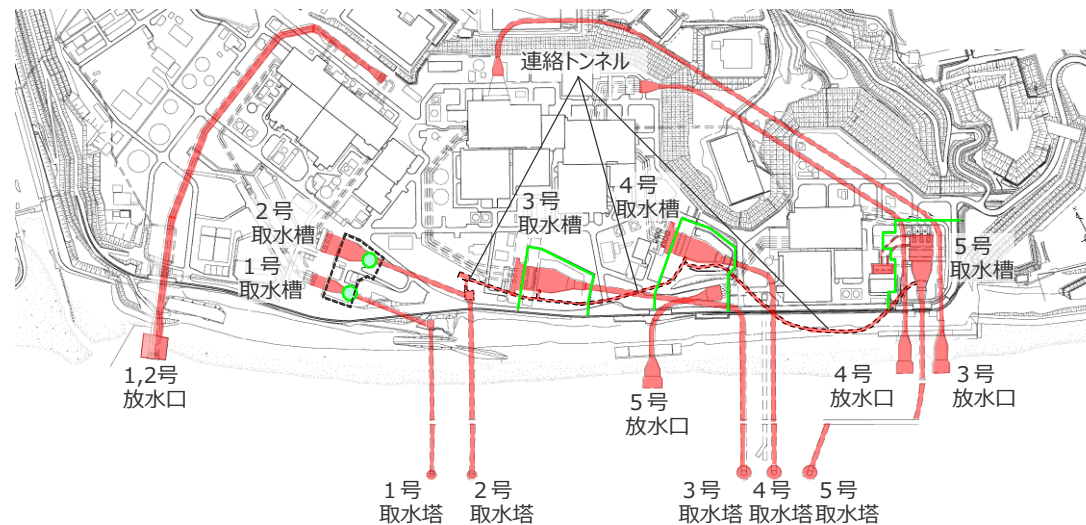 連絡トンネル
２号
取水槽
１号
取水槽
３号
取水槽
４号
取水槽
５号
取水槽
1,2号
放水口
５号
放水口
４号
放水口
３号
放水口
１号
取水塔
２号
取水塔
３号
取水塔
４号
取水塔
５号
取水塔